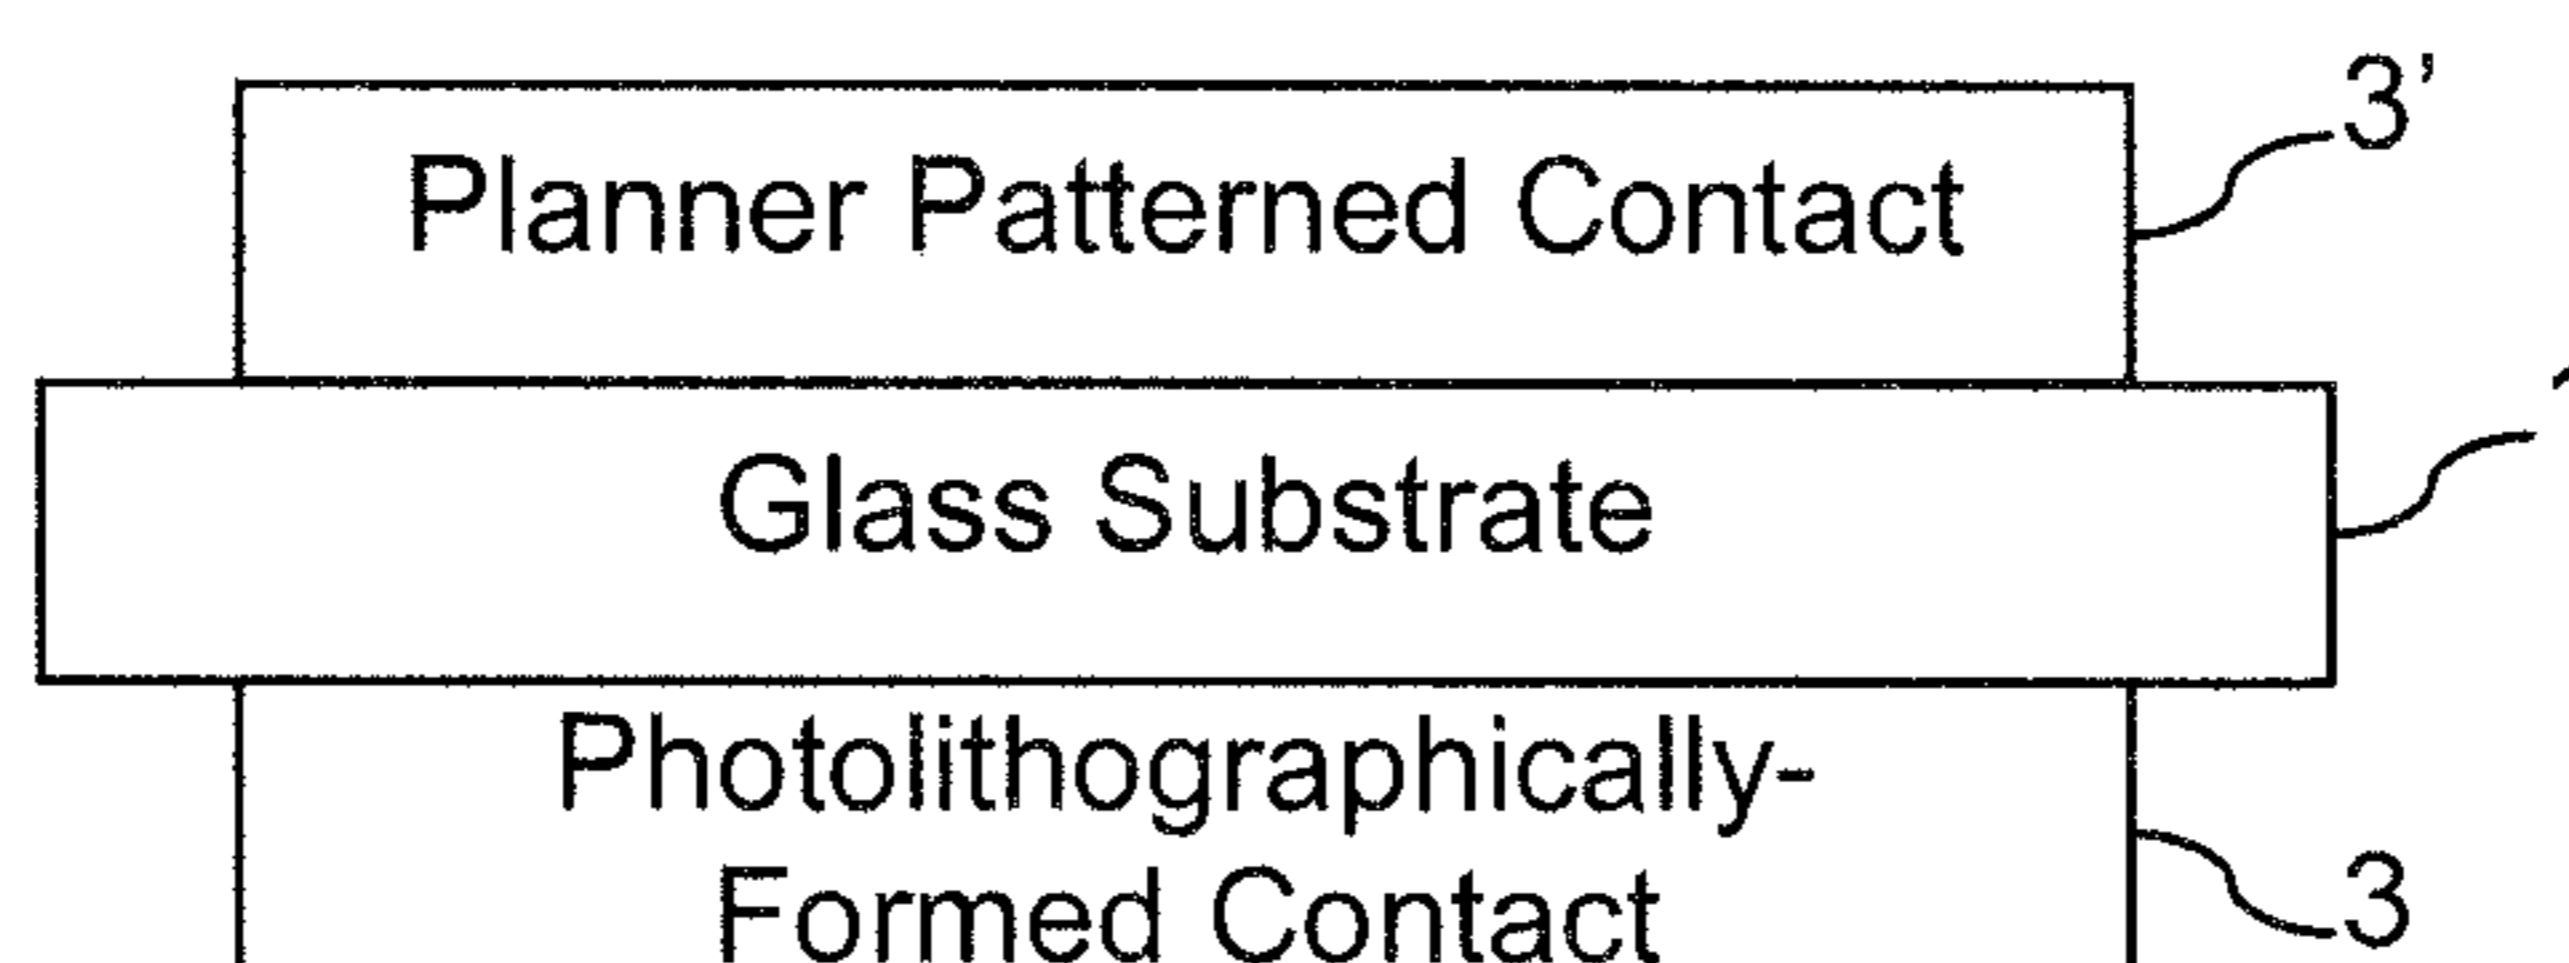 3’
Planner Patterned Contact
Glass Substrate
Photolithographically-
Formed Contact
3